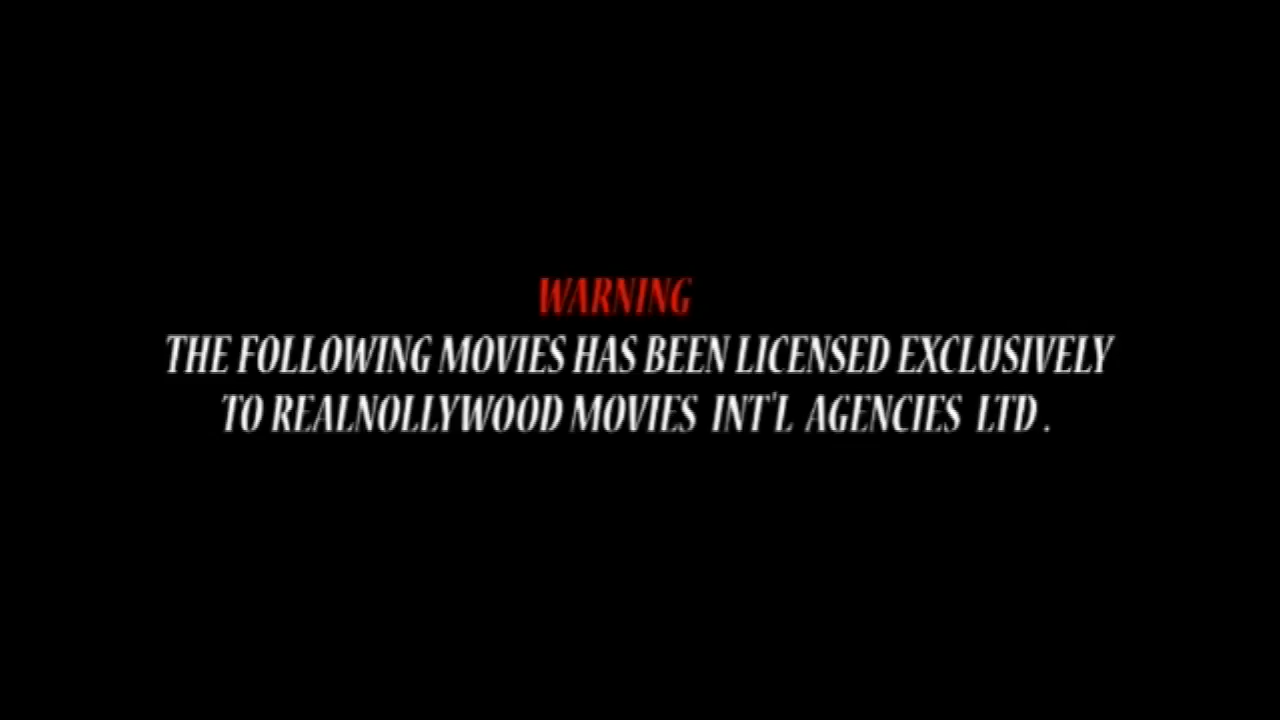 WARNING
THE FOLLOWING MOVIES HAS BEEN LICENSED EXCLUSIVELY
TO REALNOLLYWOOD MOVIES INT'L AGENCIES LTD .